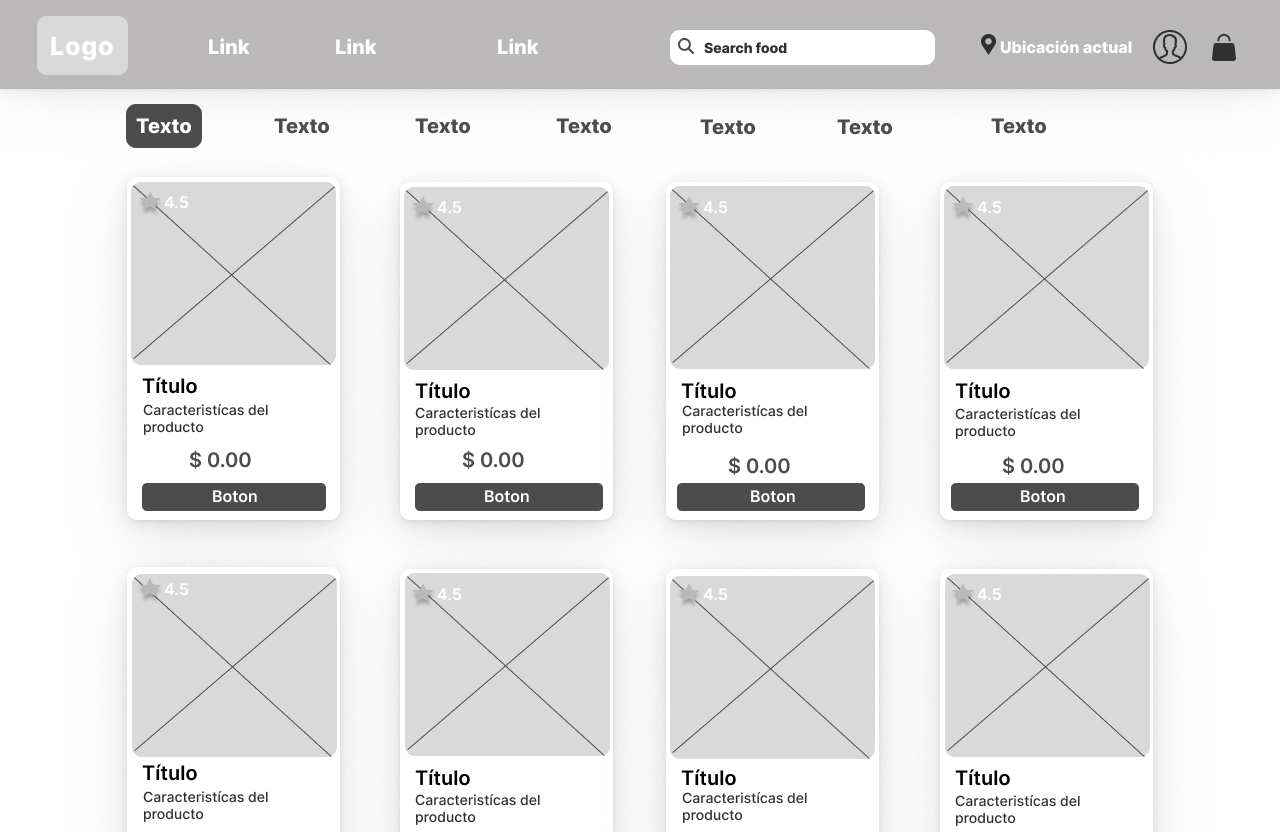 Logo
Link
Link
Link
Search food
Ubicación actual
Texto
Texto
Texto
Texto
Texto
Texto
Texto
4.5
Título
Caracteristícas del
producto
$ 0.00
Boton
4.5
Título
Caracteristícas del
producto
$ 0.00
Boton
4.5
Título
Caracteristícas del
producto
$ 0.00
Boton
4.5
Título
Caracteristícas del
producto
$ 0.00
Boton
4.5
Título
Caracteristícas del
producto
4.5
Título
Caracteristícas del
producto
4.5
Título
Caracteristícas del
producto
4.5
Título
Caracteristícas del
producto